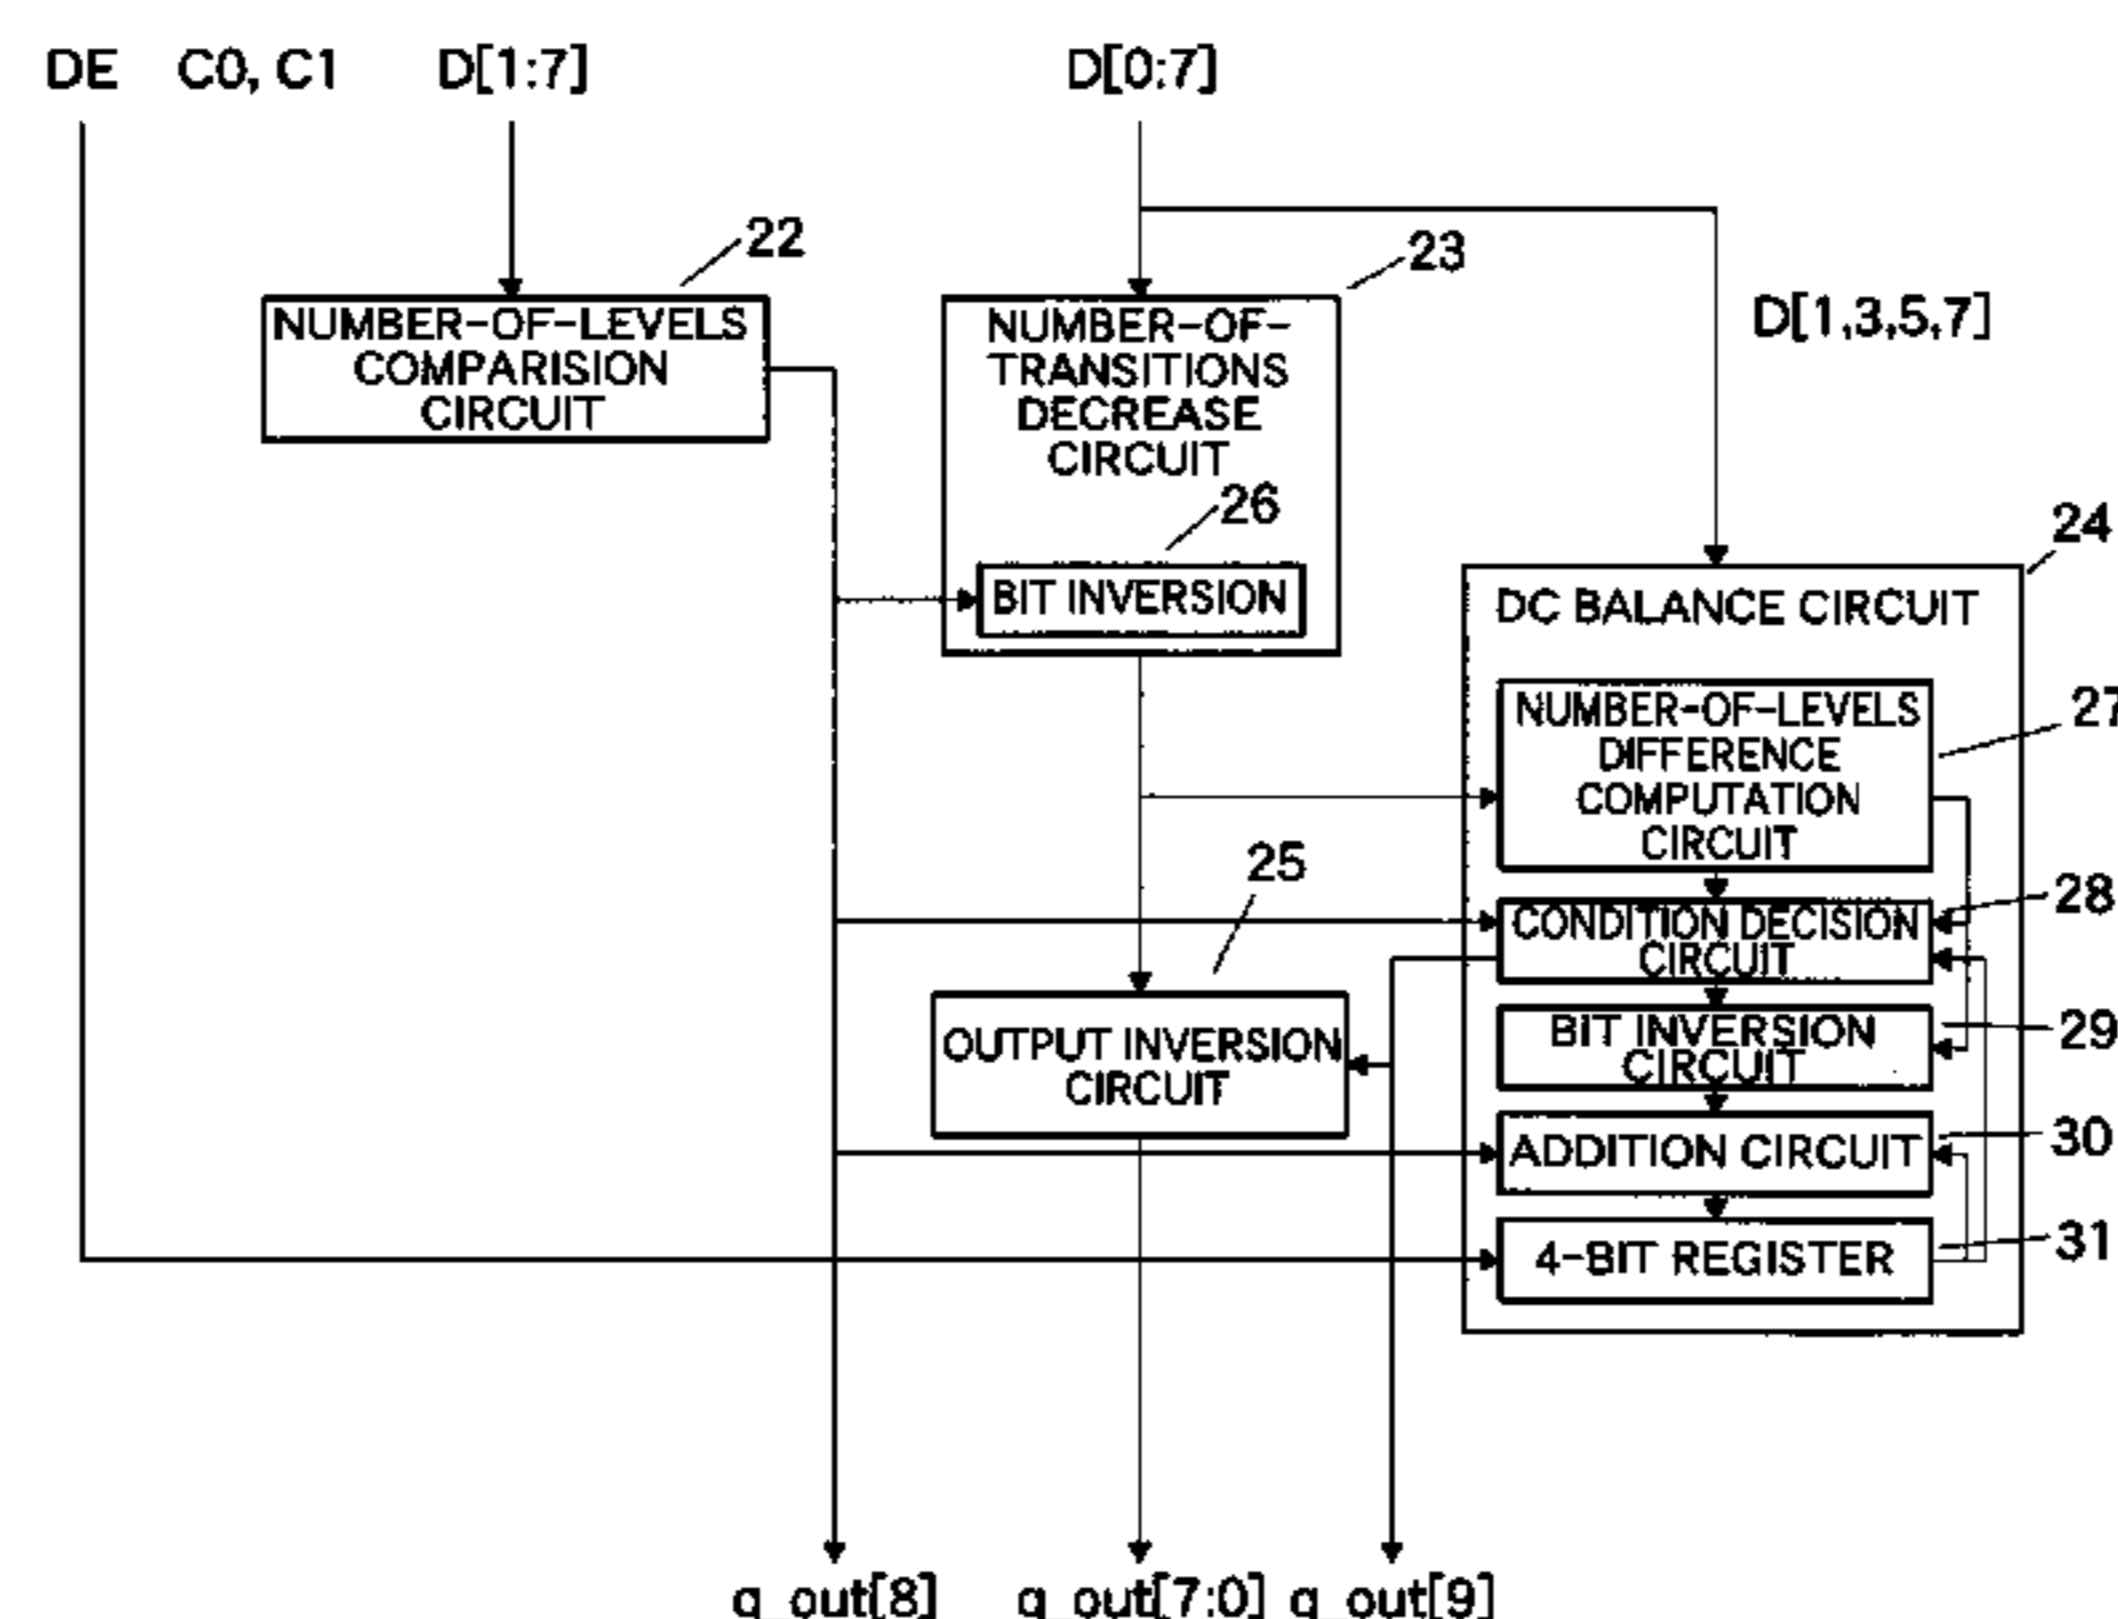 DE C0, C1 D[1:7] D[0:7]
22
23
NUMBER-OF-LEVELS
COMPARISION
CIRCUIT
NUMBER-OF-
TRANSITIONS
DECREASE
CIRCUIT
D[1,3,5,7]
26
24
BIT INVERSION
DC BALANCE CIRCUIT
27
NUMBER-OF-LEVELS
DIFFERENCE
COMPUTATION
CIRCUIT
25
28
CONDITION DECISION
CIRCUIT
OUTPUT INVERSION
CIRCUIT
29
BIT INVERSION
CIRCUIT
30
ADDITION CIRCUIT
31
4-BIT REGISTER
q_out[8] q_out[7:0] q_out[9]